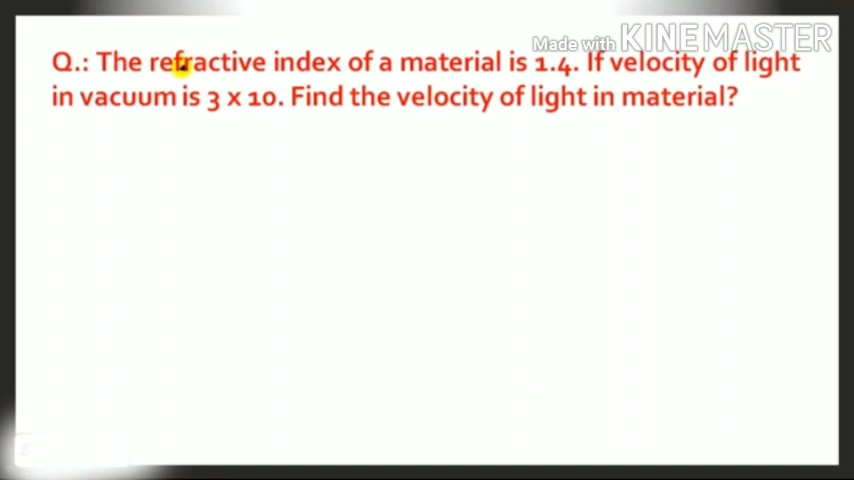 Made with KINEMASTER
Q.: The refractive index of a material is 1.4. If velocity of light
in vacuum is 3 x 10. Find the velocity of light in material?